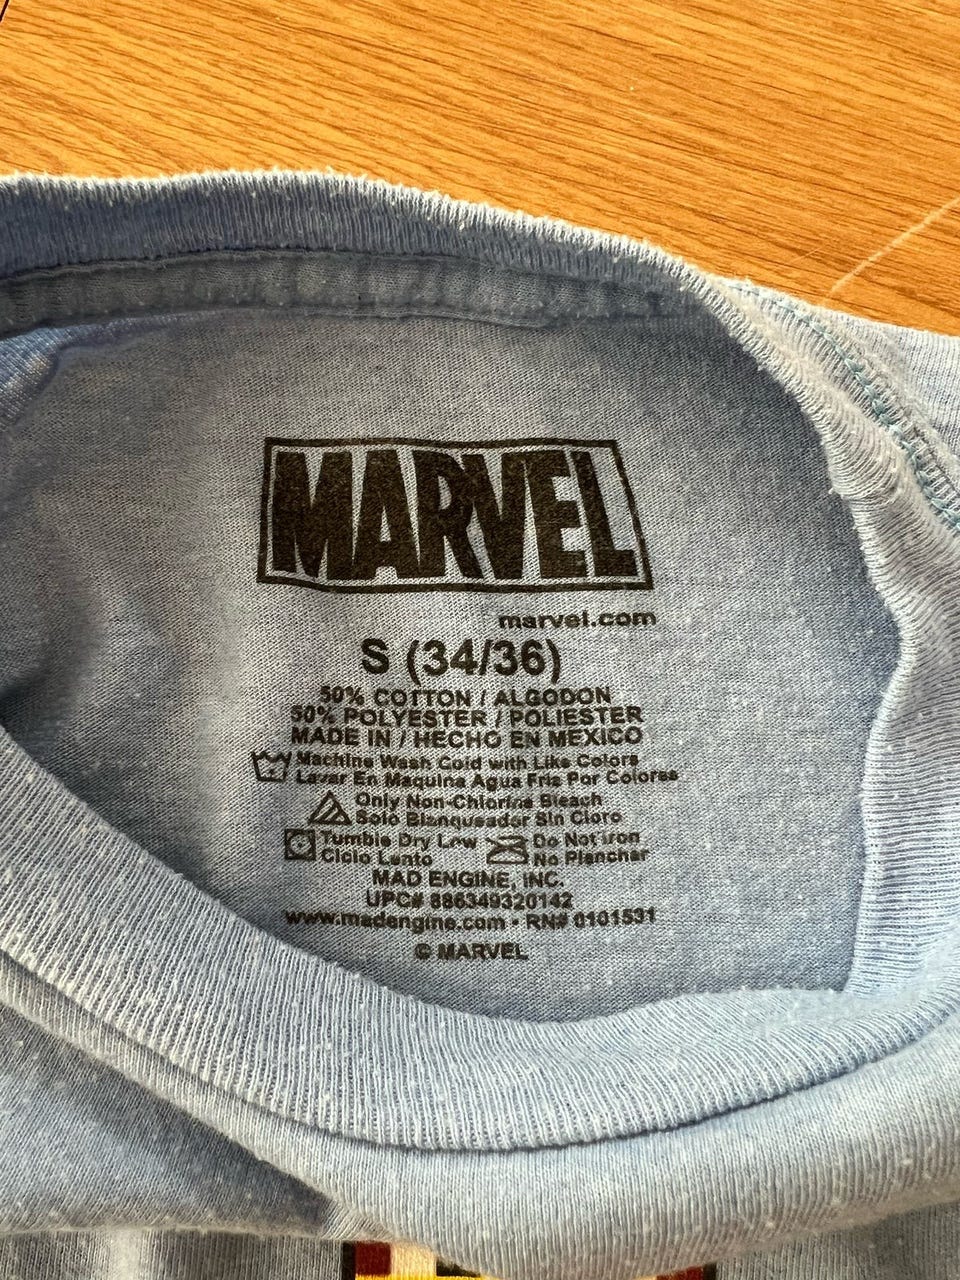 MARVEL
marvel.com
S (34/36)
50% COTTON / ALGODON
50% POLYESTER / POLIESTER
MADE IN / HECHO EN MEXICO
Machine Wash Cold with Like Colors
Lavar En Maquina Agua Fria Por Colores
Only Non-Chlorine Bleach
Solo Blanqueador Sin Cloro
Tumble Dry Low Do Not Iron
Ciclo Lento No Planchar
MAD ENGINE, INC.
UPC# 886349320142
www.madengine.com • RN# 0101531
© MARVEL